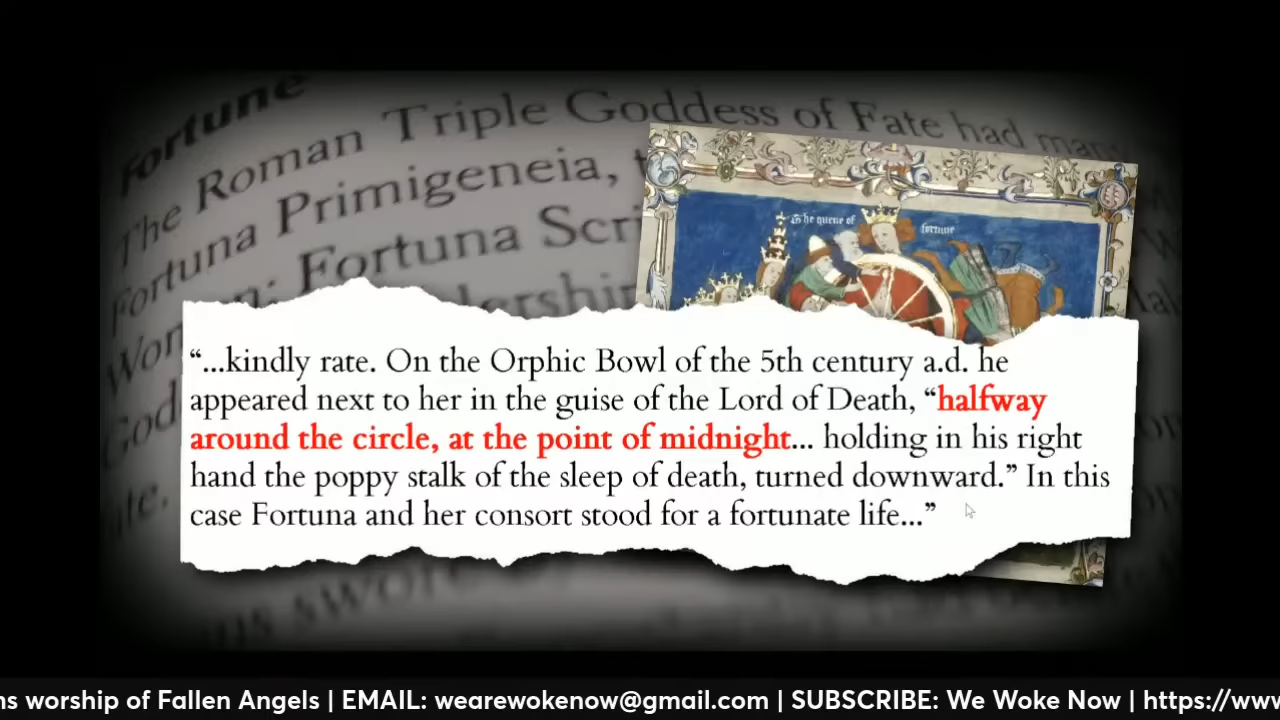 Fortune
The Roman Triple Goddess of Fate had many
Fortuna Primigeneia,
Fortuna Scri
The quene of fortune
“...kindly rate. On the Orphic Bowl of the 5th century a.d. he
appeared next to her in the guise of the Lord of Death, “halfway
around the circle, at the point of midnight... holding in his right
hand the poppy stalk of the sleep of death, turned downward.” In this
case Fortuna and her consort stood for a fortunate life...”
ns worship of Fallen Angels | EMAIL: wearewokenow@gmail.com | SUBSCRIBE: We Woke Now | https://www